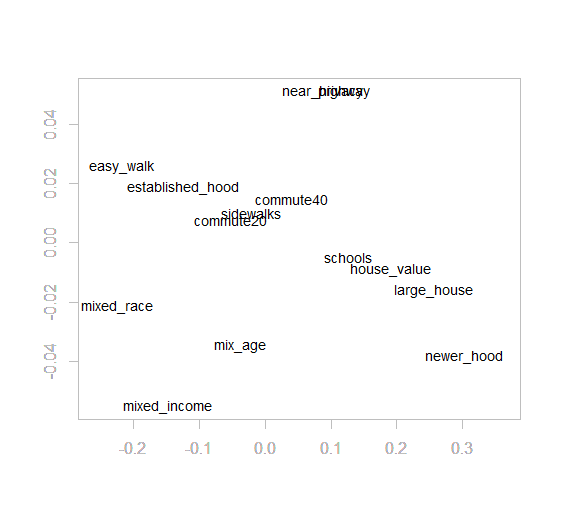 near_highway privacy
0.04
easy_walk
0.02
established_hood
commute40
sidewalks
commute20
0.00
schools
house_value
large_house
-0.02
mixed_race
mix_age
newer_hood
-0.04
mixed_income
-0.2 -0.1 0.0 0.1 0.2 0.3